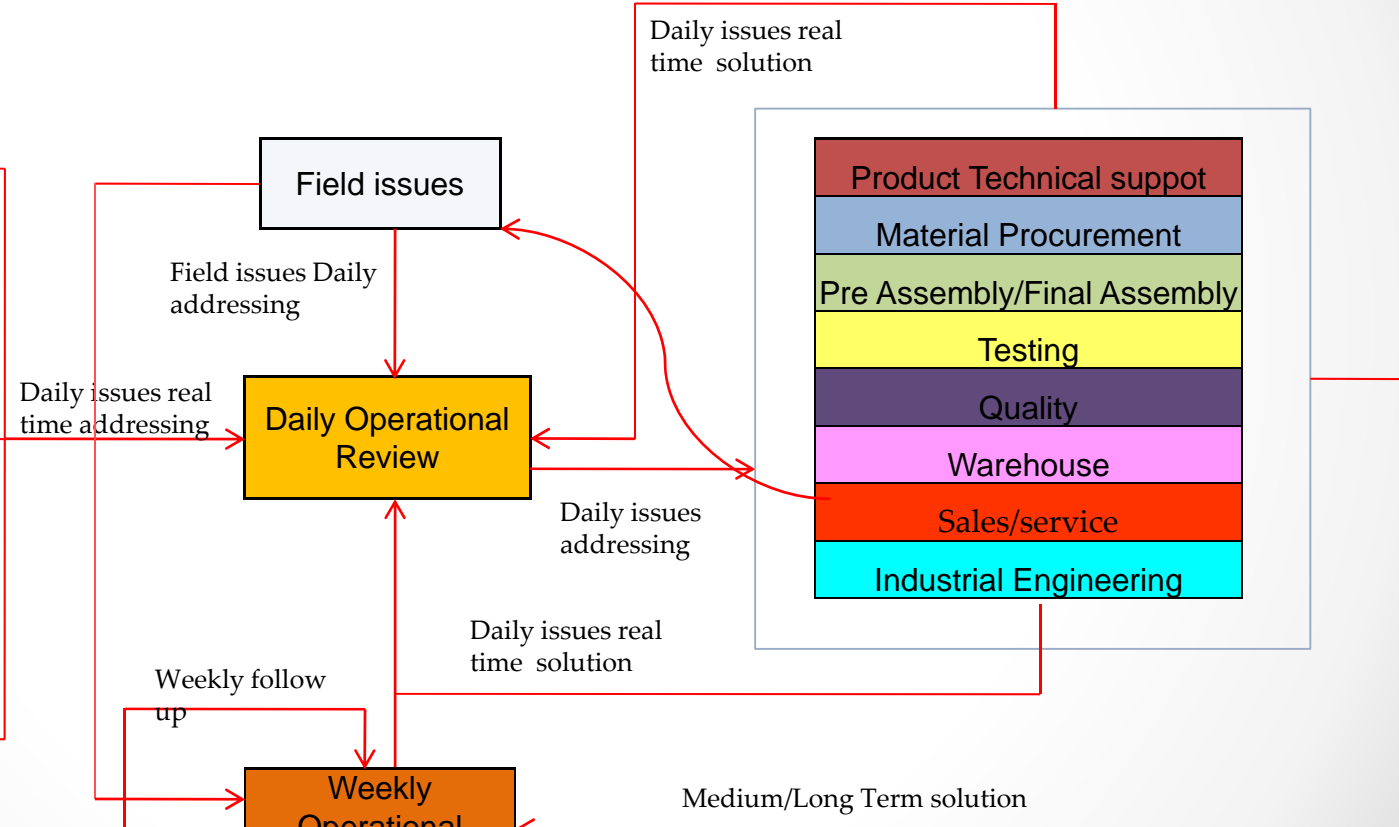 Daily issues real
time solution
Field issues
Product Technical suppot
Material Procurement
Field issues Daily
addressing
Pre Assembly/Final Assembly
Testing
Daily issues real
time addressing
Daily Operational
Review
Quality
Warehouse
Daily issues
addressing
Sales/service
Industrial Engineering
Daily issues real
time solution
Weekly follow
up
Weekly
Operational
Medium/Long Term solution